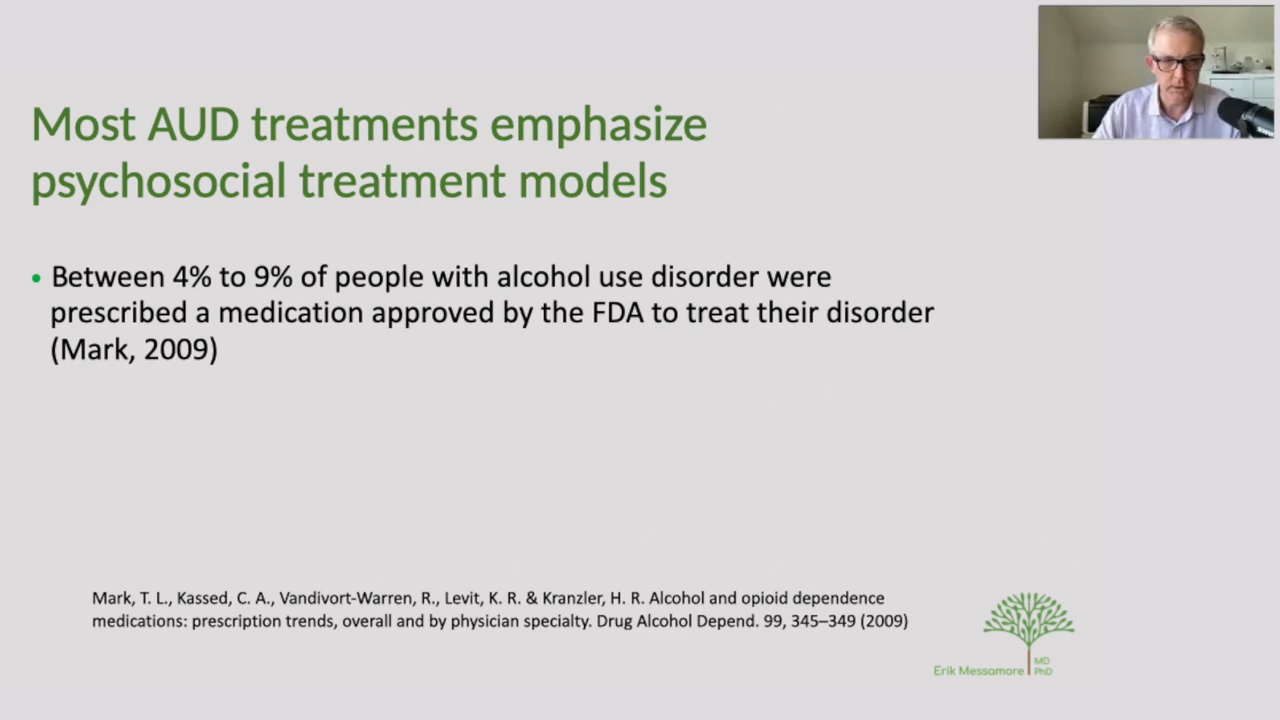 Most AUD treatments emphasize
psychosocial treatment models
• Between 4% to 9% of people with alcohol use disorder were
prescribed a medication approved by the FDA to treat their disorder
(Mark, 2009)
Mark, T. L., Kassed, C. A., Vandivort-Warren, R., Levit, K. R. & Kranzler, H. R. Alcohol and opioid dependence
medications: prescription trends, overall and by physician specialty. Drug Alcohol Depend. 99, 345–349 (2009)
Erik Messamore
MD
PhD